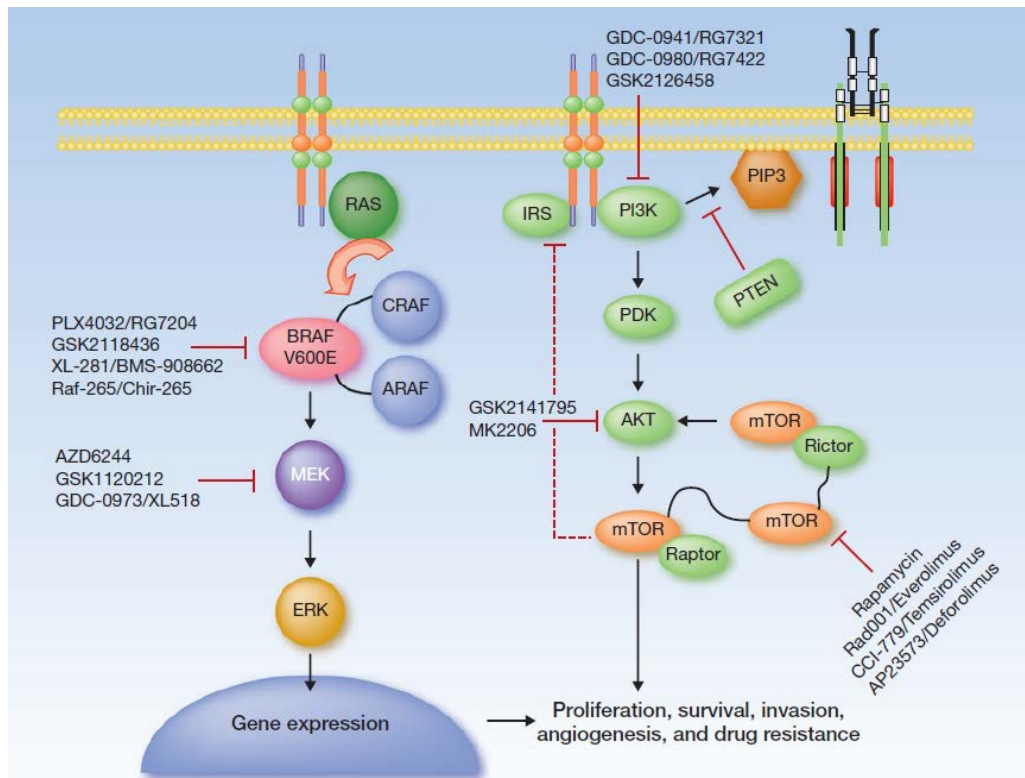 GDC-0941/RG7321
GDC-0980/RG7422
GSK2126458
RAS
IRS
PI3K
PIP3
PTEN
CRAF
PDK
PLX4032/RG7204
GSK2118436
XL-281/BMS-908662
Raf-265/Chir-265
BRAF
V600E
ARAF
GSK2141795
MK2206
AKT
mTOR
Rictor
AZD6244
GSK1120212
GDC-0973/XL518
MEK
mTOR
Raptor
mTOR
Rapamycin
Rad001/Everolimus
CCI-779/Temsirolimus
AP23573/Deforolimus
ERK
Gene expression
Proliferation, survival, invasion,
angiogenesis, and drug resistance